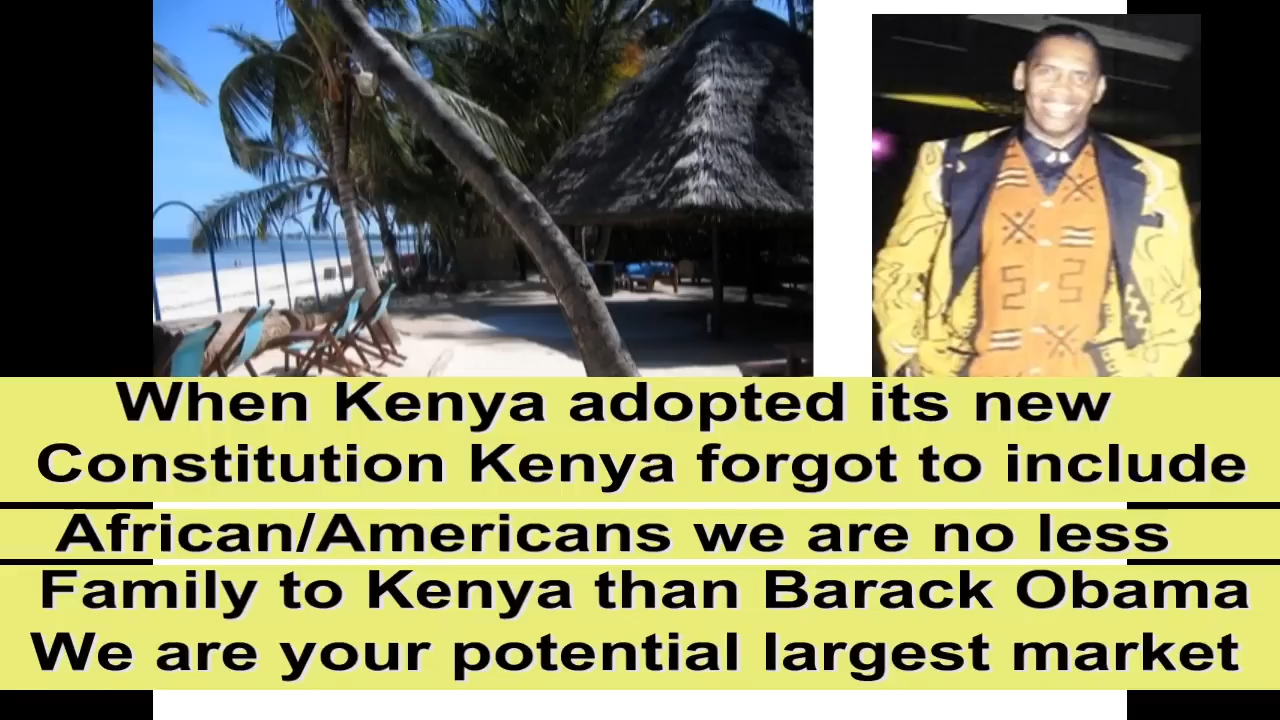 When Kenya adopted its new
Constitution Kenya forgot to include
African/Americans we are no less
Family to Kenya than Barack Obama
We are your potential largest market